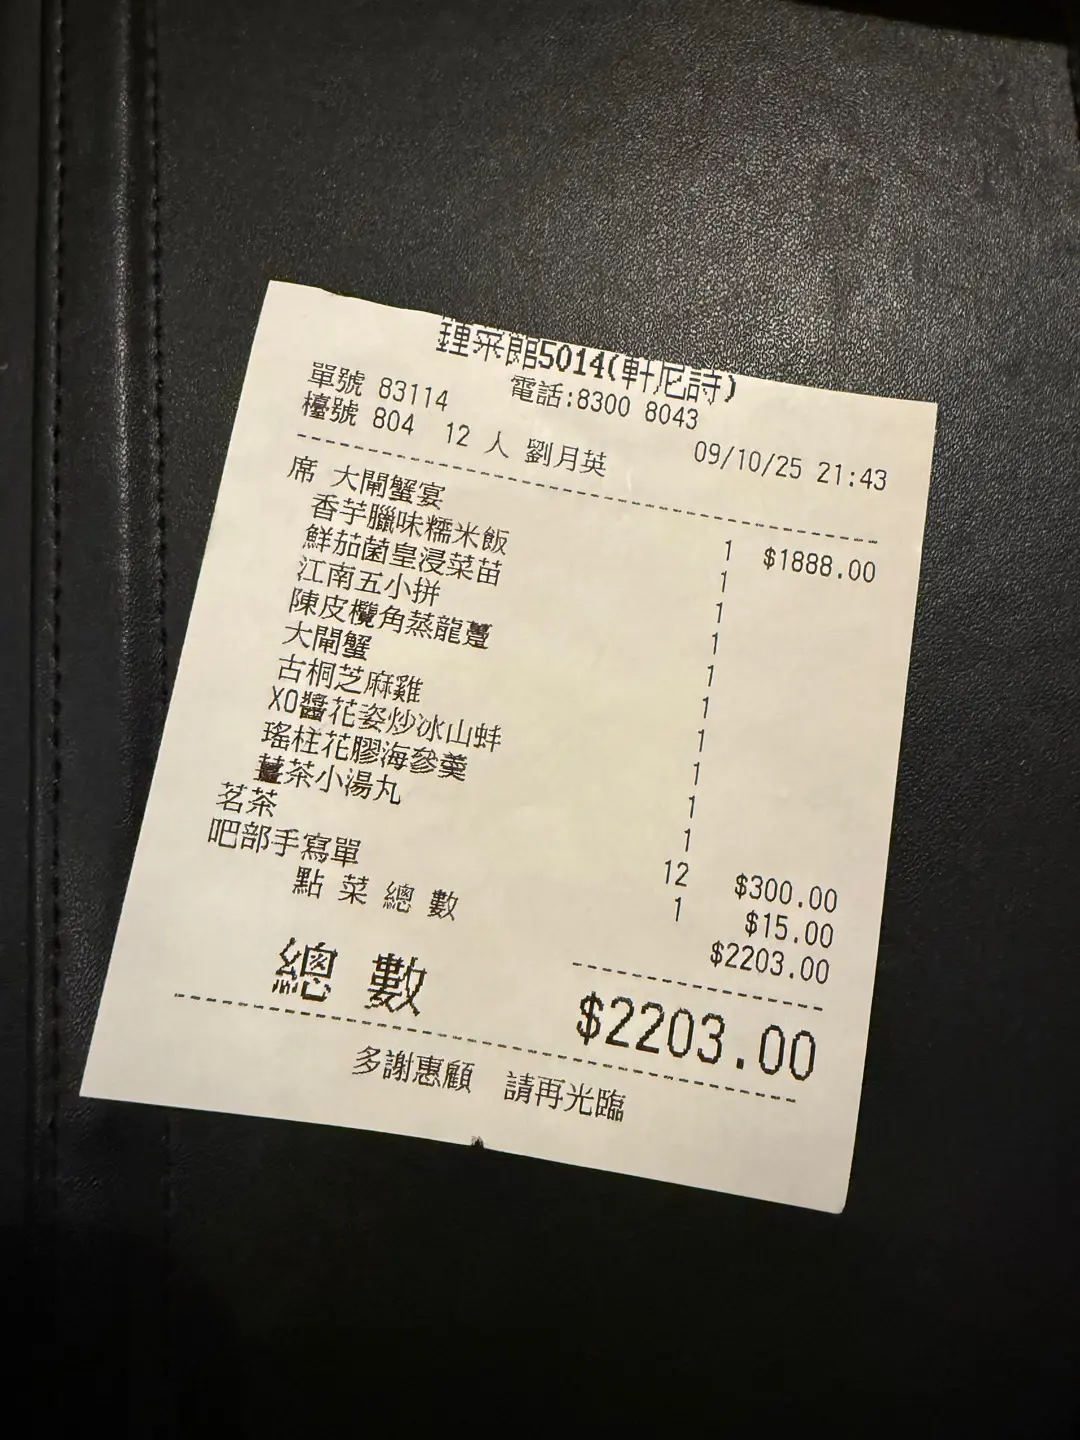 鍾菜館5014(軒尼詩)
單號 83114 電話:8300 8043
檯號 804 12 人 劉月英 09/10/25 21:43
席 大閘蟹宴 1 $1888.00
香芋臘味糯米飯 1
鮮茄菌皇浸菜苗 1
江南五小拼 1
陳皮欖角蒸龍躉 1
大閘蟹 1
古桐芝麻雞 1
XO醬花姿炒冰山蚌 1
瑤柱花膠海參羹 1
薑茶小湯丸 1
茗茶 12 $300.00
吧部手寫單 1 $15.00
點 菜 總 數 $2203.00
總 數 $2203.00
多謝惠顧 請再光臨